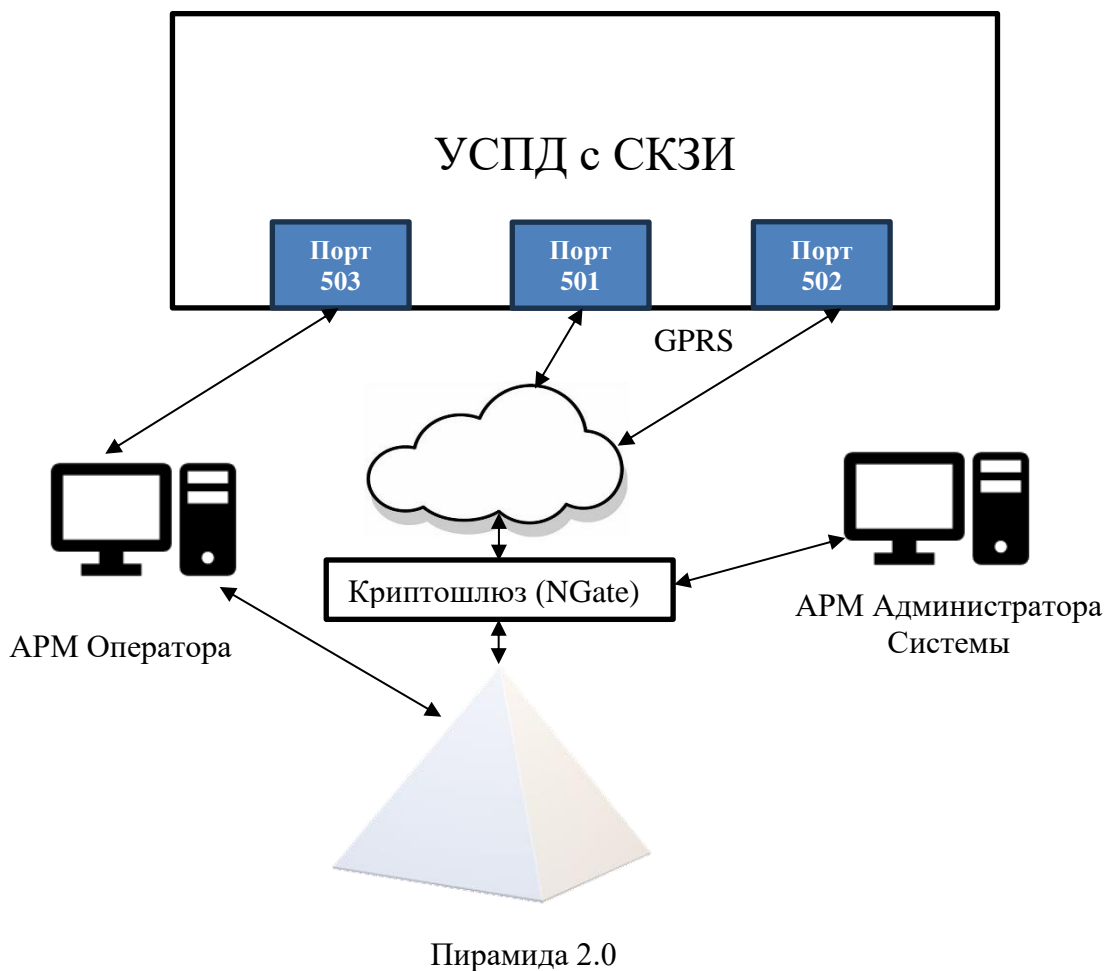 УСПД с СКЗИ
Порт
503
Порт
501
Порт
502
GPRS
Криптошлюз (NGate)
АРМ Оператора
АРМ Администратора
Системы
Пирамида 2.0